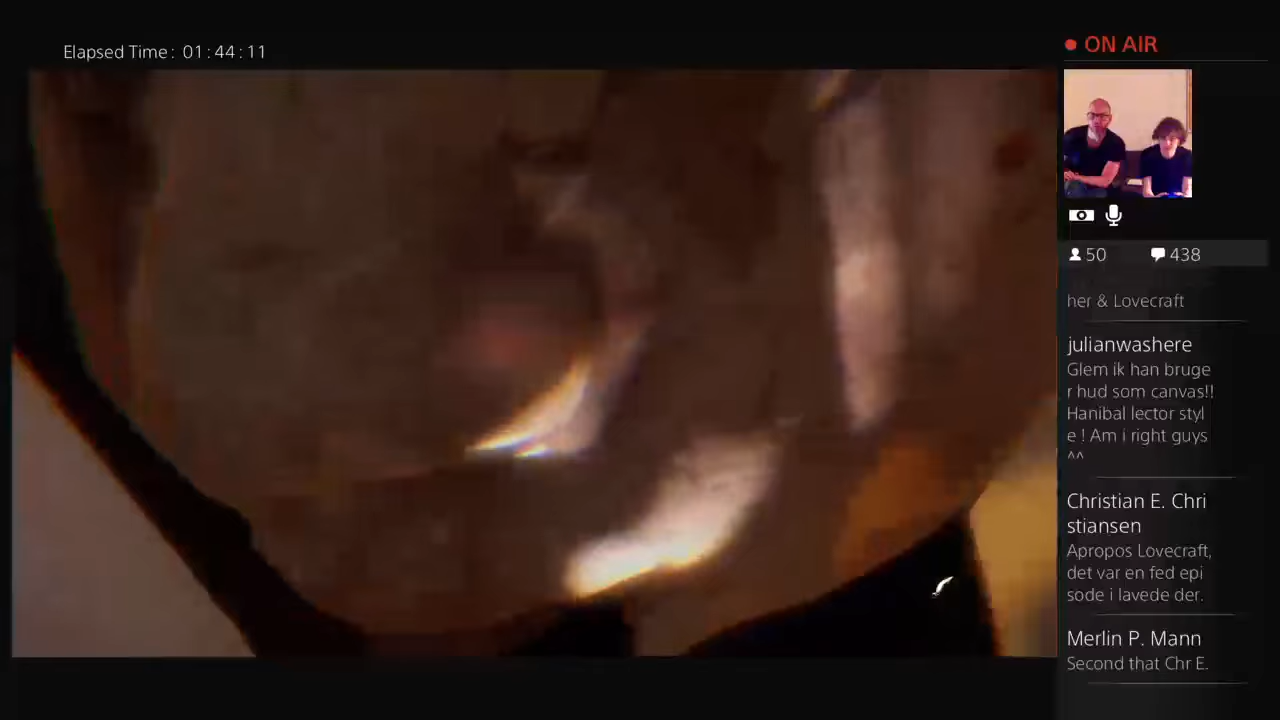 Elapsed Time: 01:44:11
ON AIR
50 438
her & Lovecraft
julianwashere
Glem ik han bruge
r hud som canvas!!
Hanibal lector styl
e ! Am i right guys
^^
Christian E. Chri
stiansen
Apropos Lovecraft,
det var en fed epi
sode i lavede der.
Merlin P. Mann
Second that Chr E.